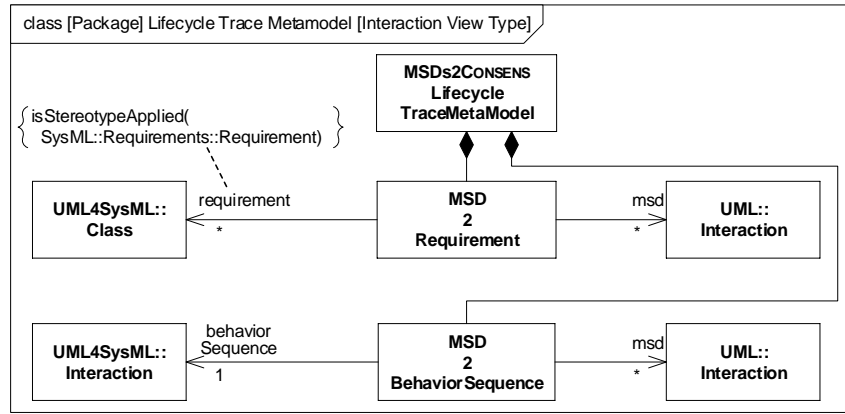 class [Package] Lifecycle Trace Metamodel [Interaction View Type]
MSDs2CONSENS
Lifecycle
TraceMetaModel
isStereotypeApplied(
SysML::Requirements::Requirement)
UML4SysML::
Class
requirement
*
MSD
2
Requirement
msd
*
UML::
Interaction
UML4SysML::
Interaction
behavior
Sequence
1
MSD
2
BehaviorSequence
msd
*
UML::
Interaction